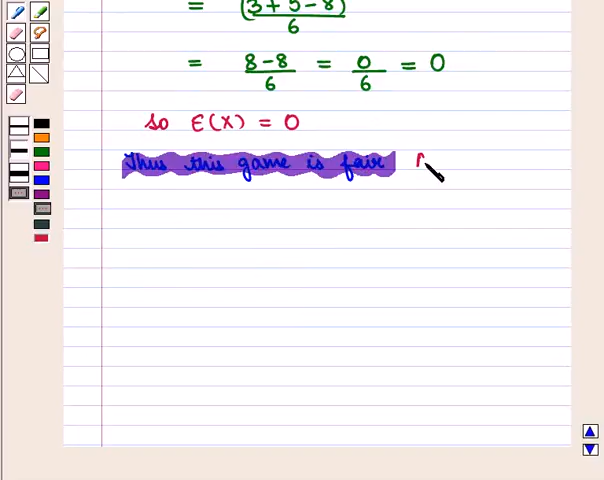 = (3+5-8)/6
= 8-8/6 = 0/6 = 0
so E(X) = 0
Thus this game is fair